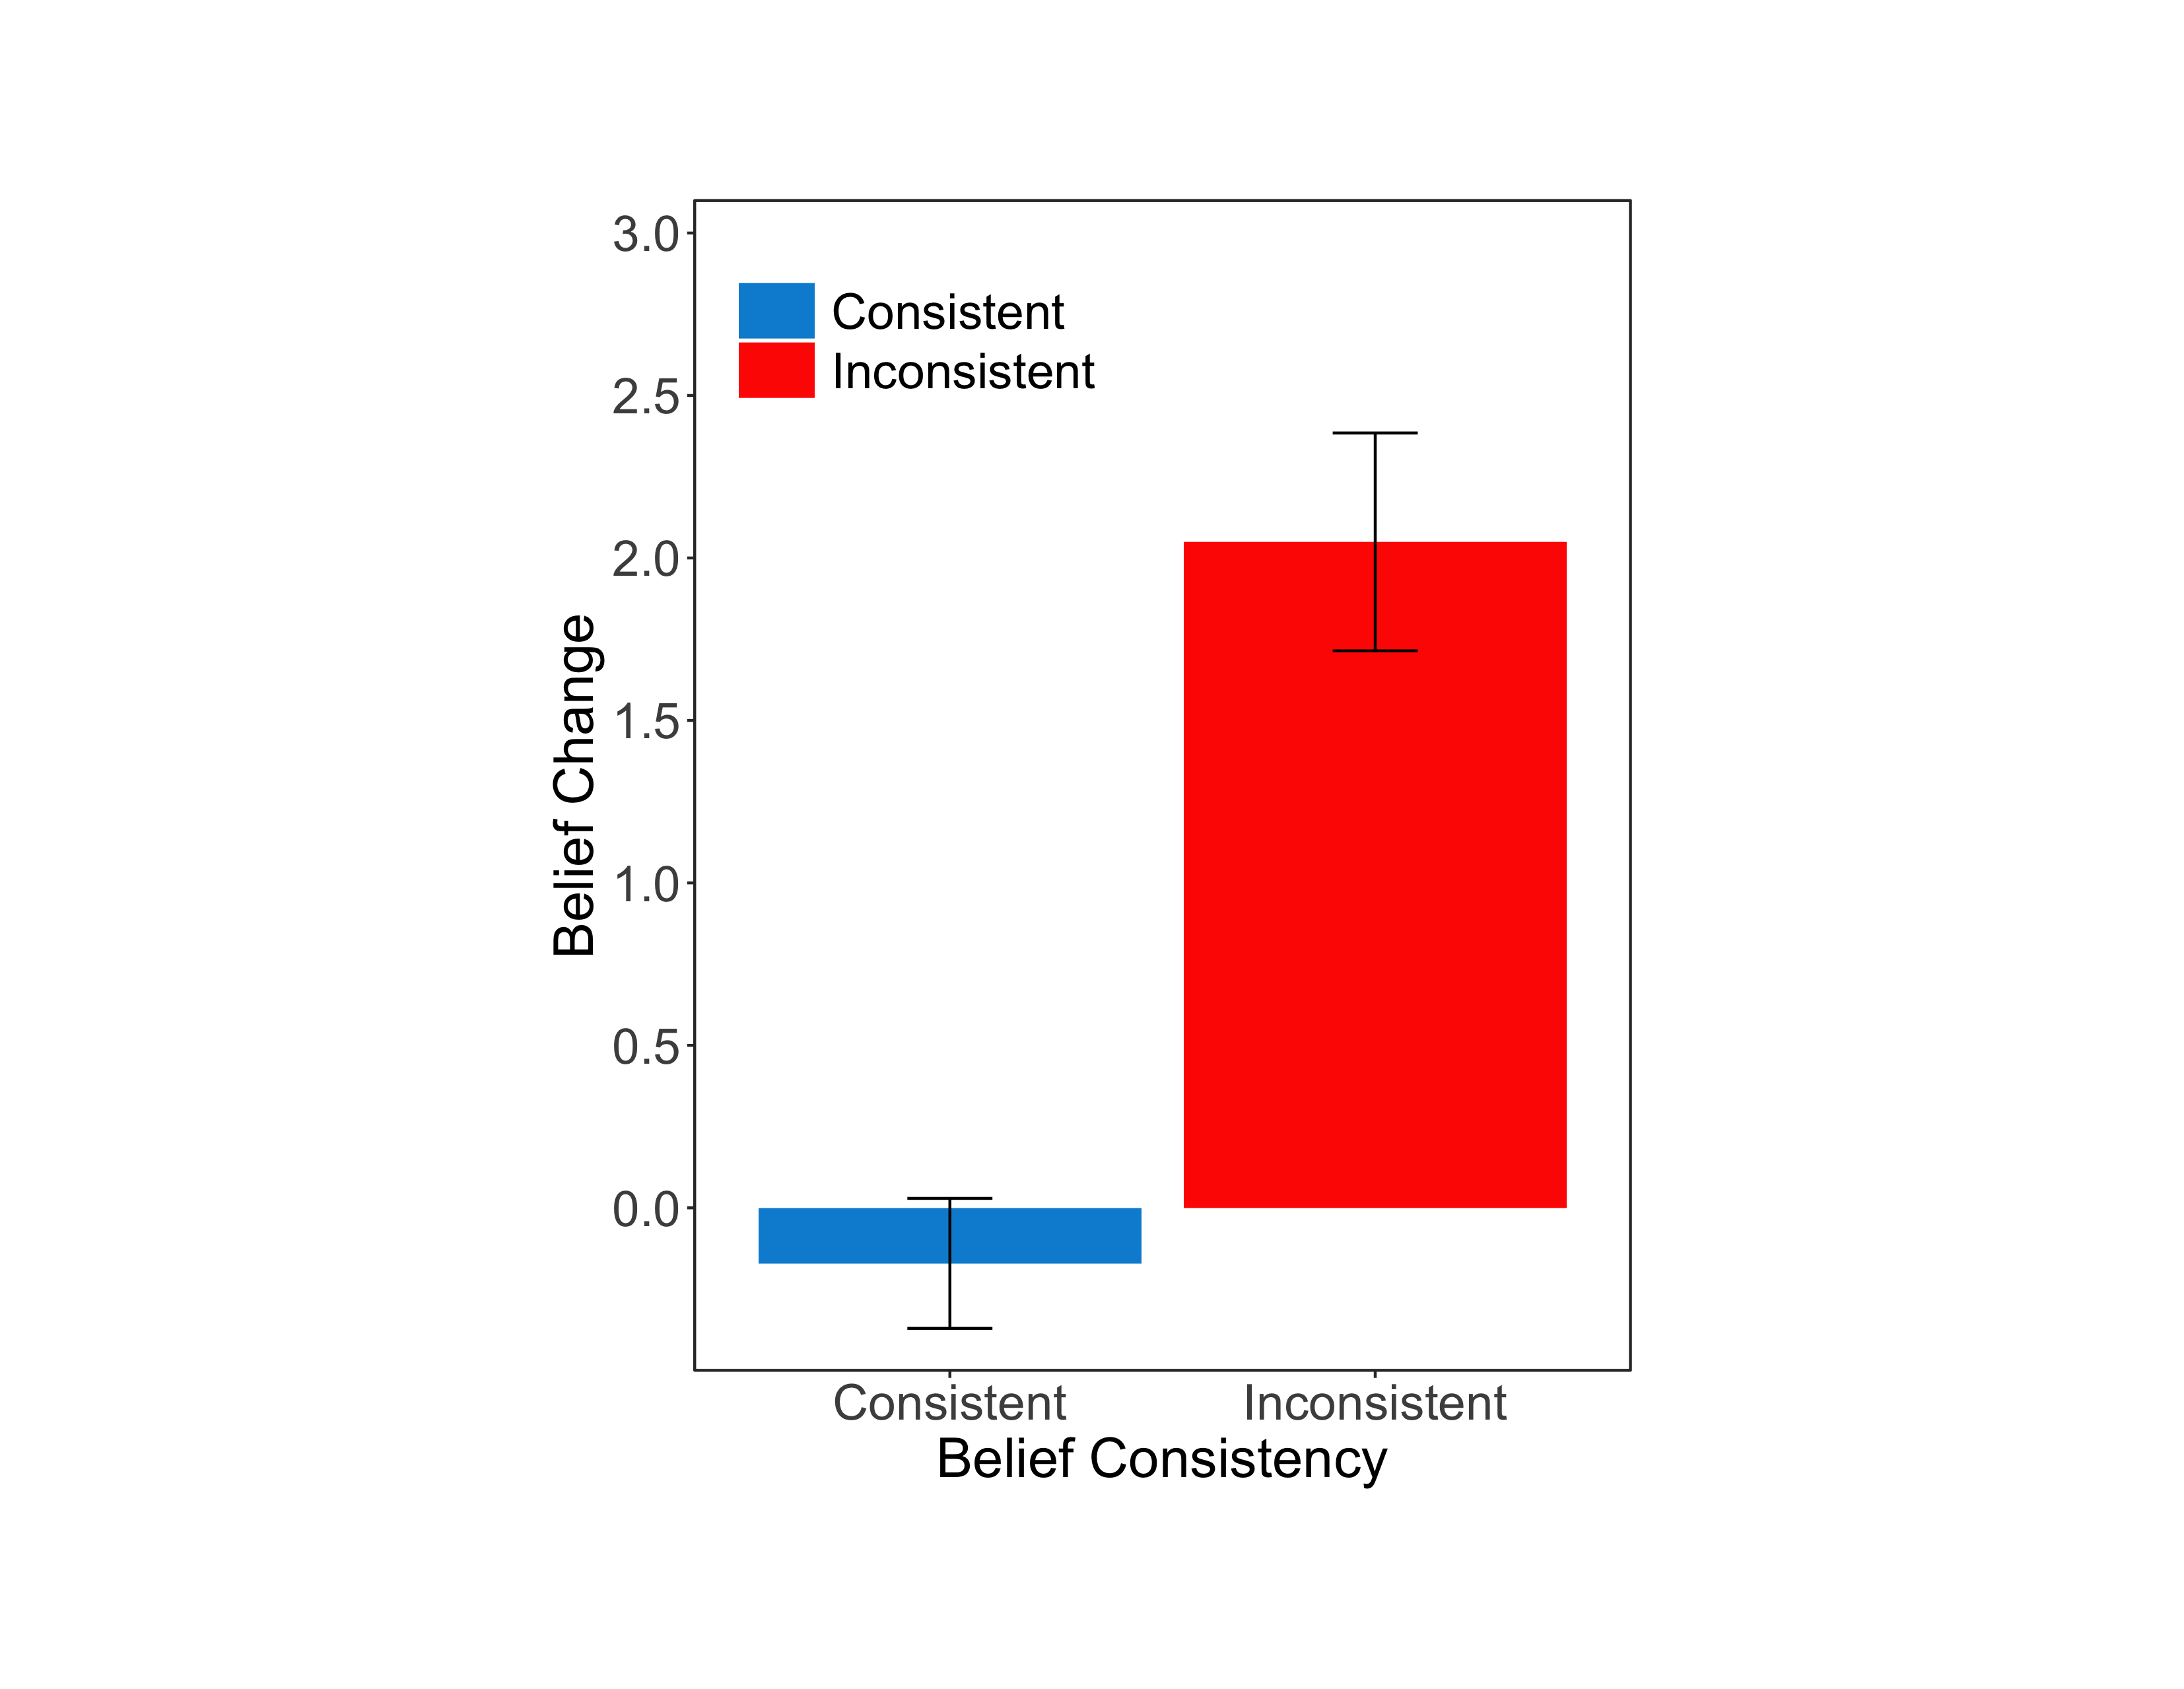 3.0
Consistent
Inconsistent
2.5
2.0
1.5
1.0
0.5
0.0
Belief Change
Consistent Inconsistent
Belief Consistency